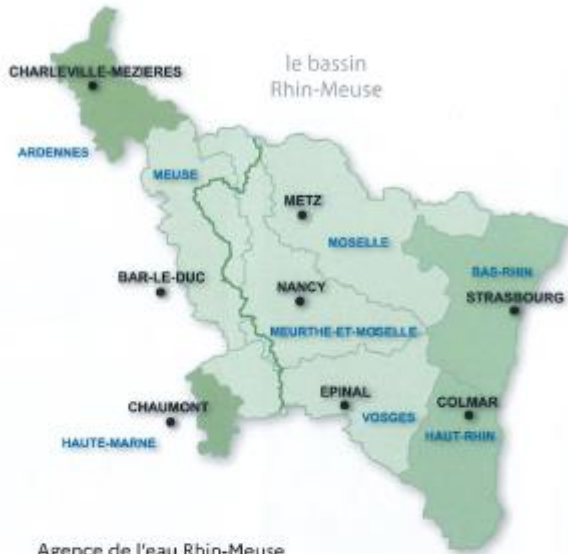 le bassin
Rhin-Meuse
CHARLEVILLE-MEZIERES
ARDENNES
MEUSE
METZ
MOSELLE
BAS-RHIN
BAR-LE-DUC
NANCY
STRASBOURG
MEURTHE-ET-MOSELLE
CHAUMONT
EPINAL
COLMAR
VOSGES
HAUTE-MARNE
HAUT-RHIN
Agence de l'eau Rhin-Meuse